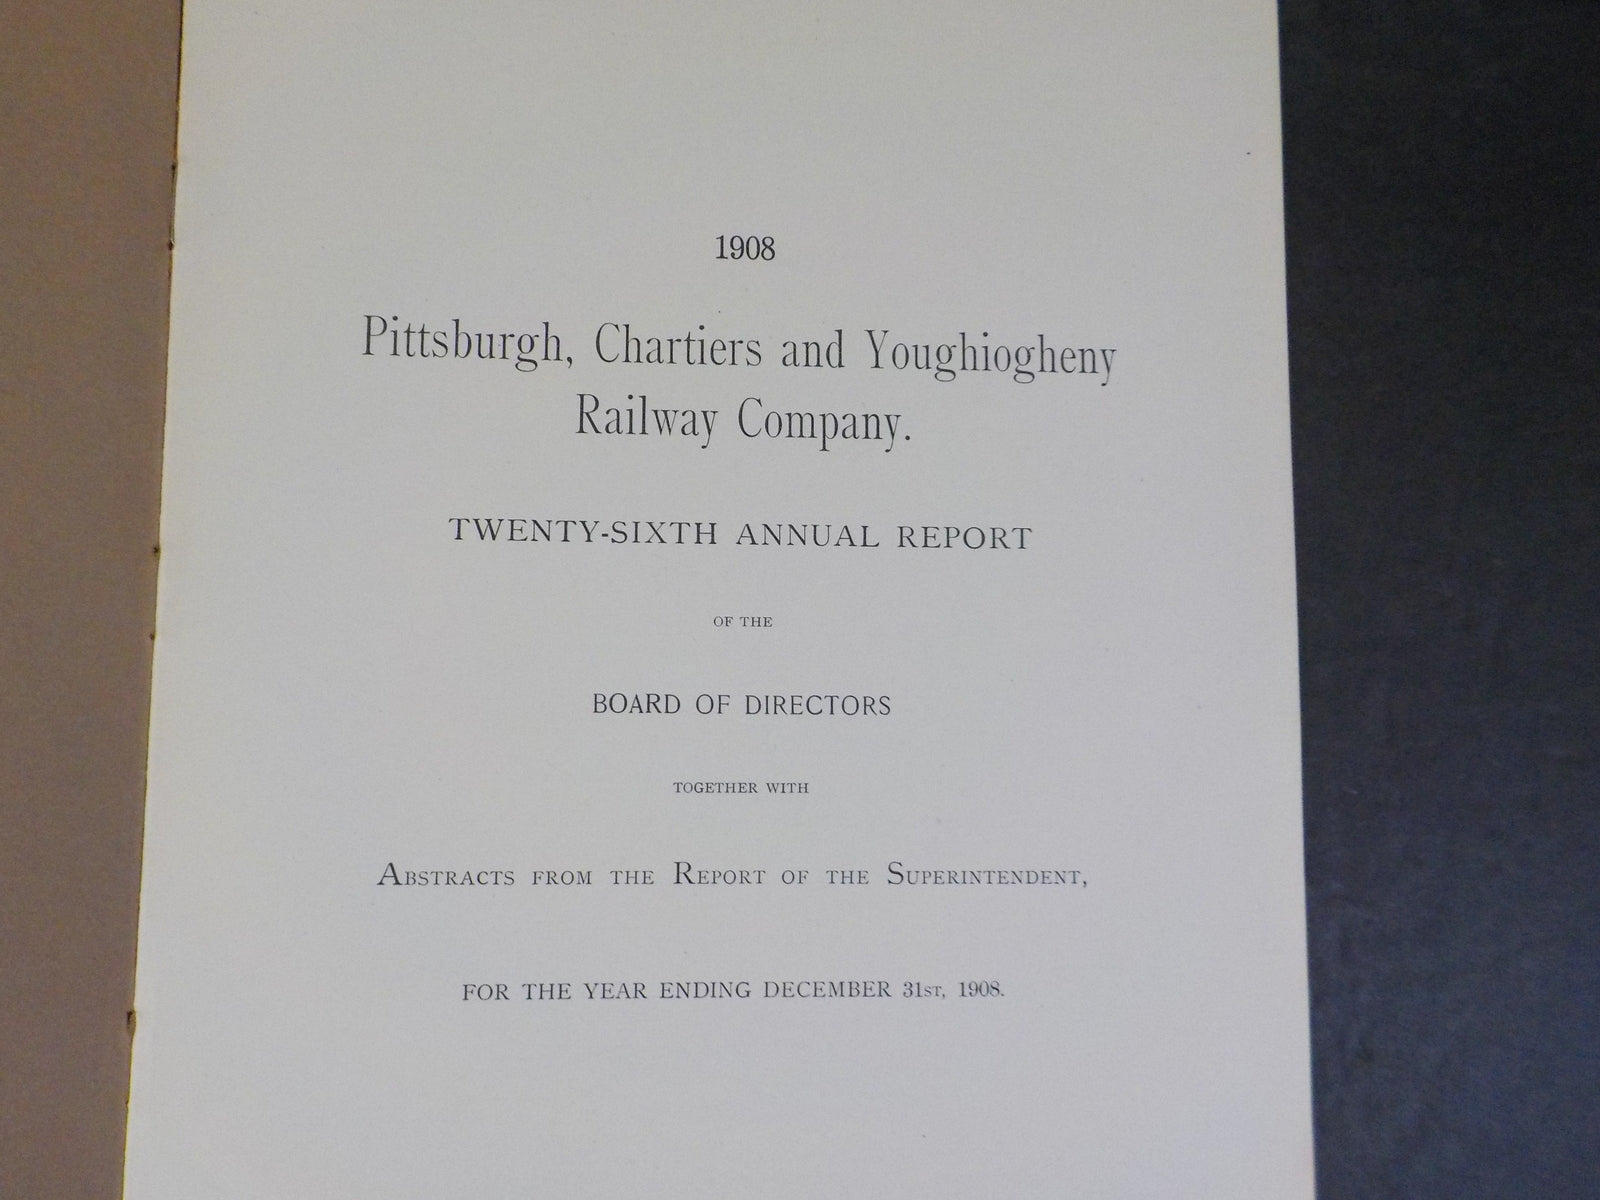 1908
Pittsburgh, Chartiers and Youghiogheny
Railway Company.
TWENTY-SIXTH ANNUAL REPORT
OF THE
BOARD OF DIRECTORS
TOGETHER WITH
ABSTRACTS FROM THE REPORT OF THE SUPERINTENDENT,
FOR THE YEAR ENDING DECEMBER 31ST, 1908.